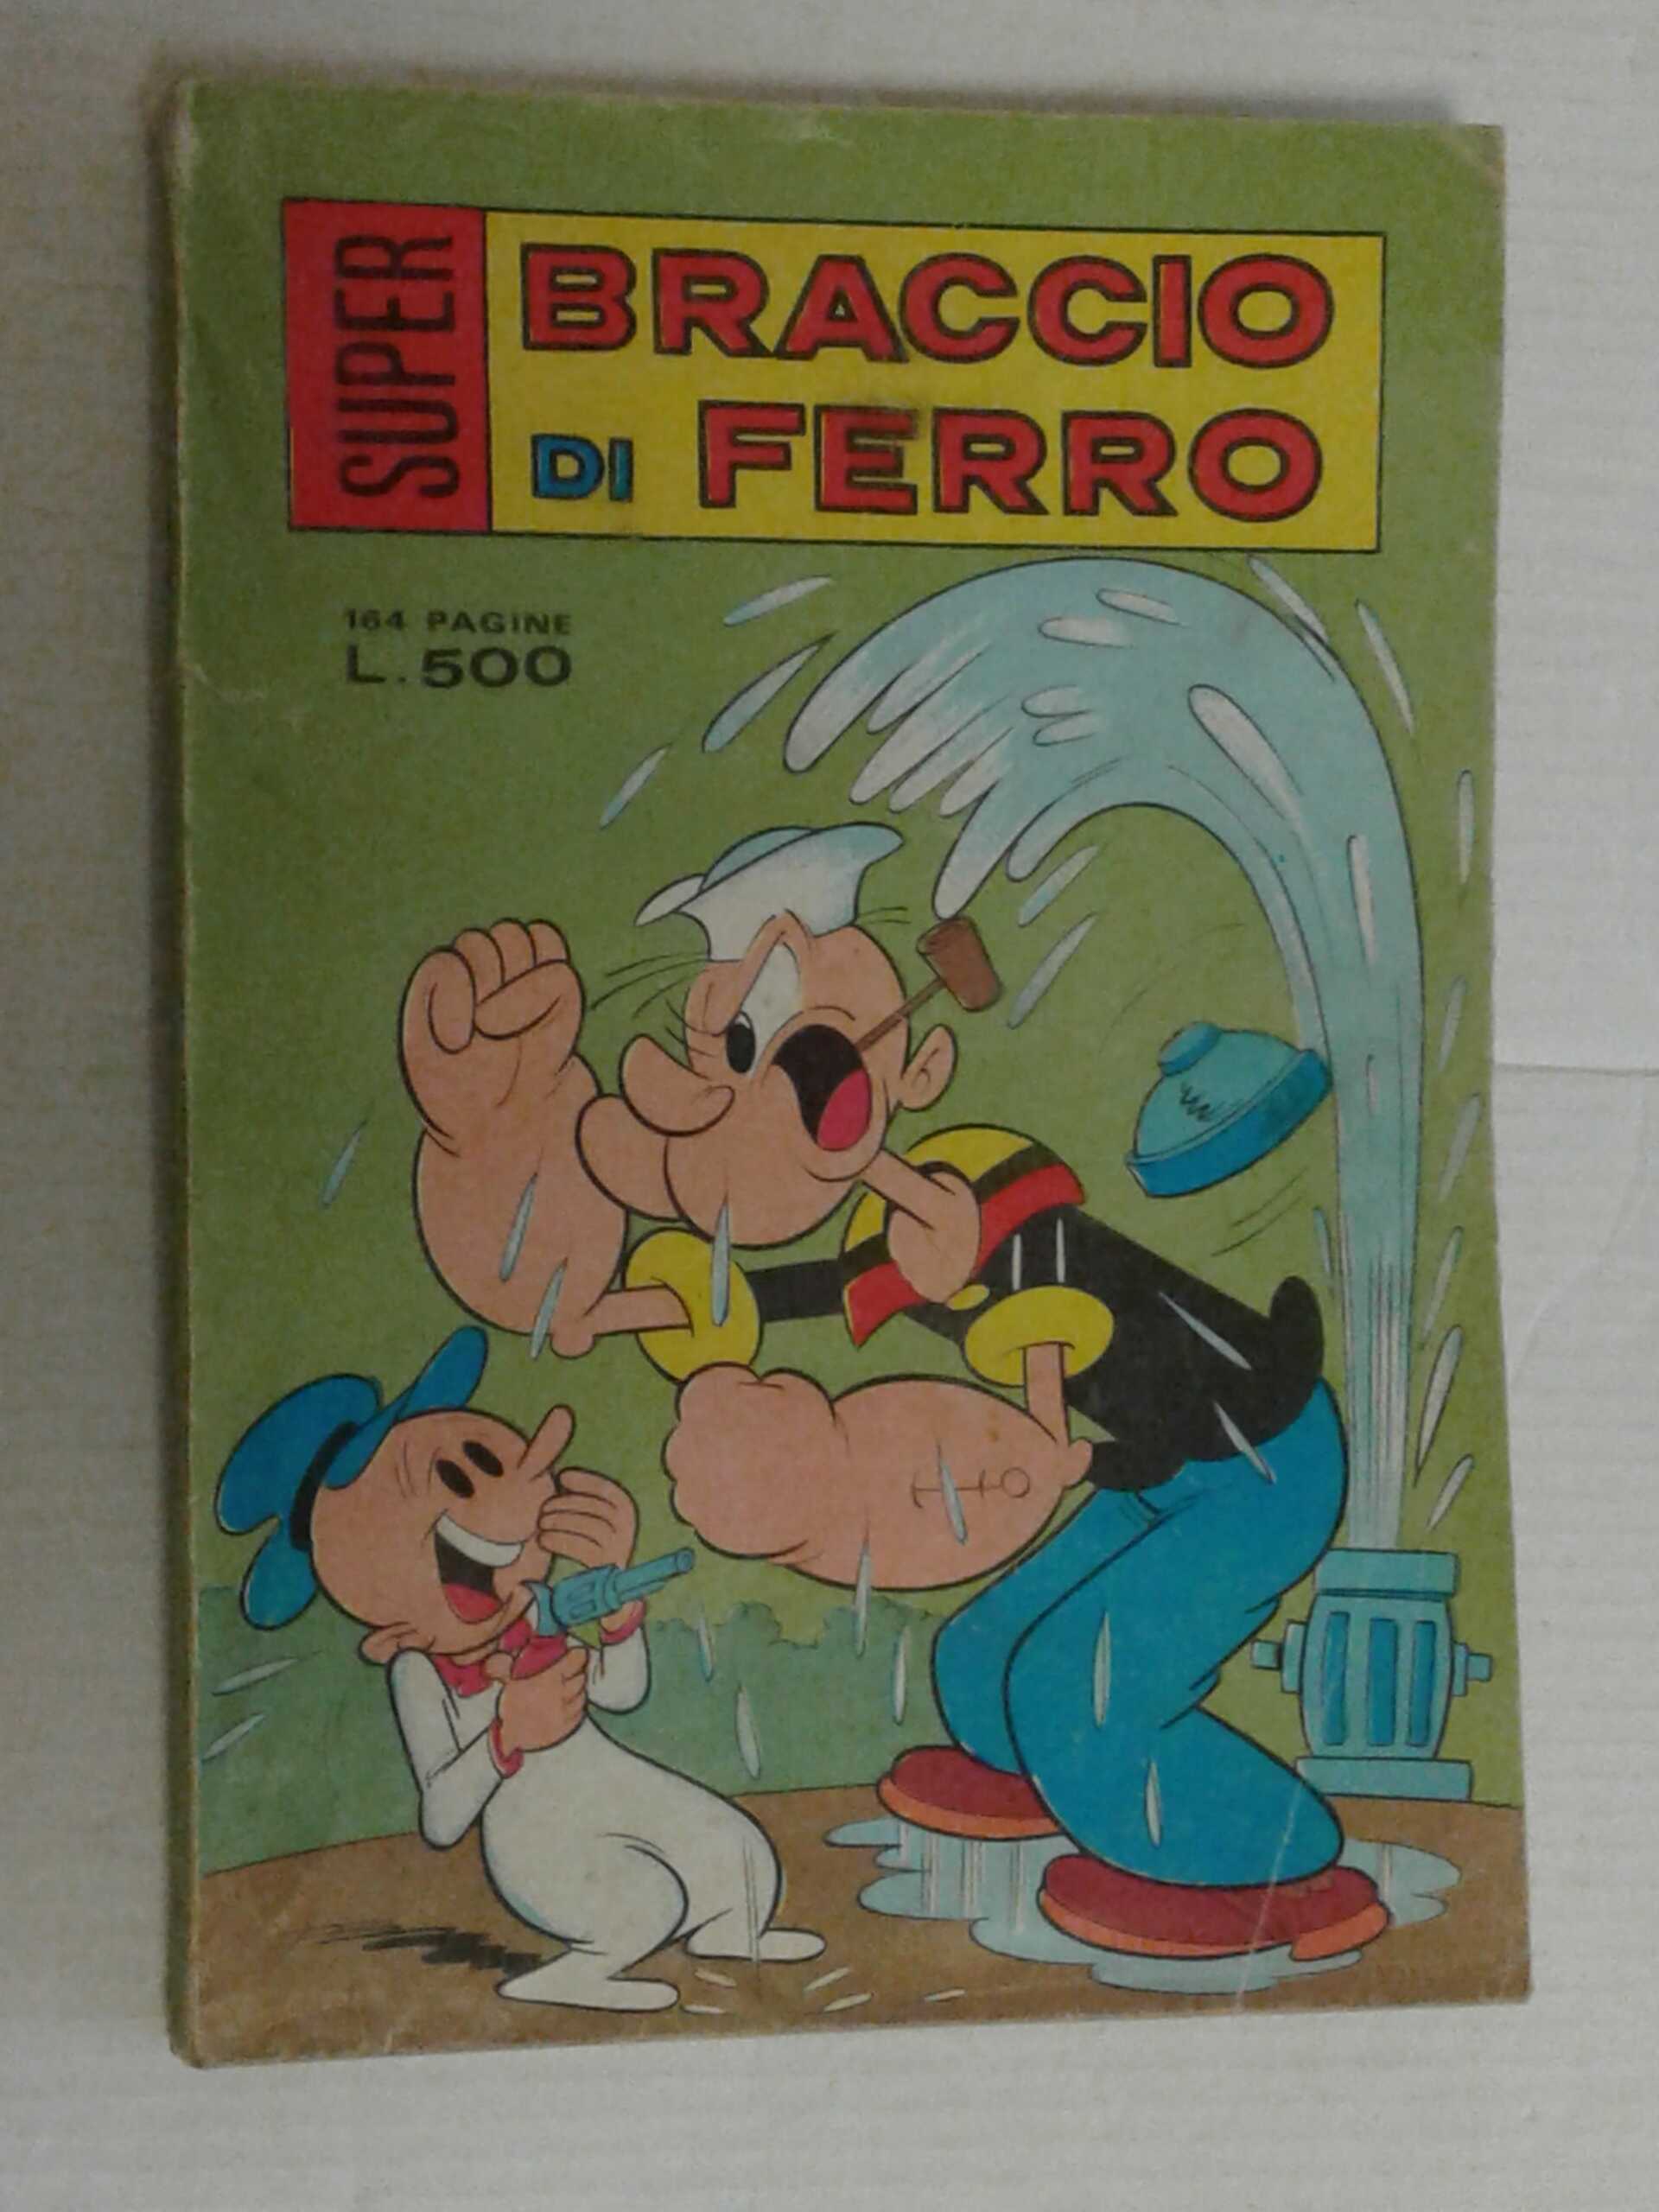 SUPER
BRACCIO
DI FERRO
164 PAGINE
L.500